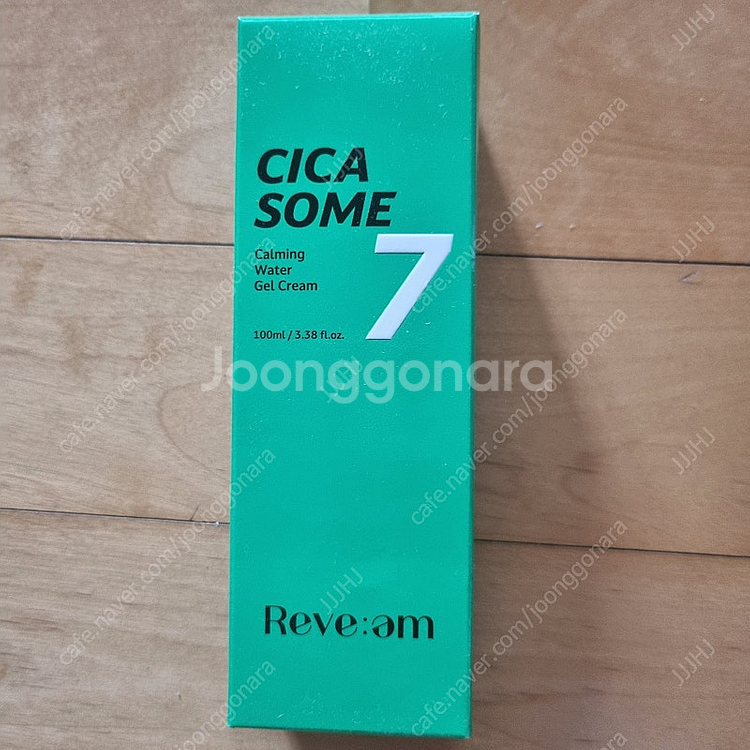 CICA
SOME
7
Calming
Water
Gel Cream
100ml / 3.38 fl.oz.
Joonggonara
Reve:əm
cafe.naver.com/joonggonara
JJJHJ